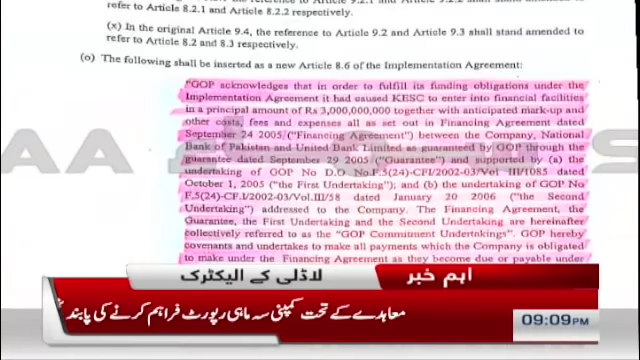 refer to Article 8.2.1 and Article 8.2.2 respectively.
(x) In the original Article 9.4, the reference to Article 9.2 and Article 9.3 shall stand amended to
refer to Article 8.2 and 8.3 respectively.
(o) The following shall be inserted as a new Article 8.6 of the Implementation Agreement:
"GOP acknowledges that in order to fulfill its funding obligations under the
Implementation Agreement it had caused KESC to enter into financial facilities
in a principal amount of Rs 3,000,000,000 together with anticipated mark-up and
other costs, fees and expenses all as set out in Financing Agreement dated
September 24 2005 ("Financing Agreement") between the Company, National
Bank of Pakistan and United Bank Limited as guaranteed by GOP through the
guarantee dated September 29 2005 ("Guarantee") and supported by (a) the
undertaking of GOP No D.O No.F.5(24)-CFI/2002-03/Vol III/1085 dated
October 1, 2005 ("the First Undertaking"); and (b) the undertaking of GOP No
F.5(24)-CF.I/2002-03/Vol.III/58 dated January 20 2006 ("the Second
Undertaking") addressed to the Company. The Financing Agreement, the
Guarantee, the First Undertaking and the Second Undertaking are hereinafter
collectively referred to as the "GOP Commitment Undertakings". GOP hereby
covenants and undertakes to make all payments which the Company is obligated
to make under the Financing Agreement as they become due or payable under
اہم خبر
لاڈلی کے الیکٹرک
معاہدے کے تحت کمپنی سہ ماہی رپورٹ فراہم کرنے کی پابند
09:09PM